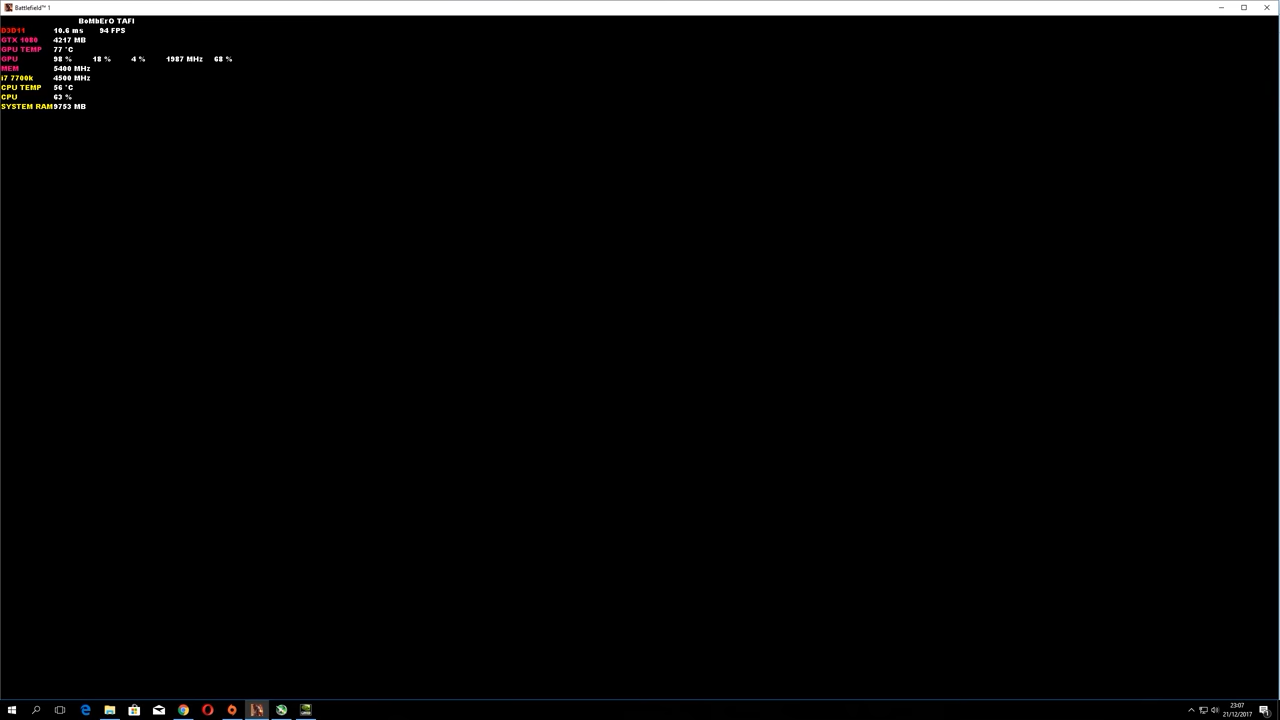 Battlefield™ 1
BoMbErO TAFI
D3D11 10.6 ms 94 FPS
GTX 1080 4217 MB
GPU TEMP 77 °C
GPU 98 % 18 % 4 % 1987 MHz 68 %
MEM 5400 MHz
i7 7700k 4500 MHz
CPU TEMP 56 °C
CPU 63 %
SYSTEM RAM 9753 MB
23:07
21/12/2017